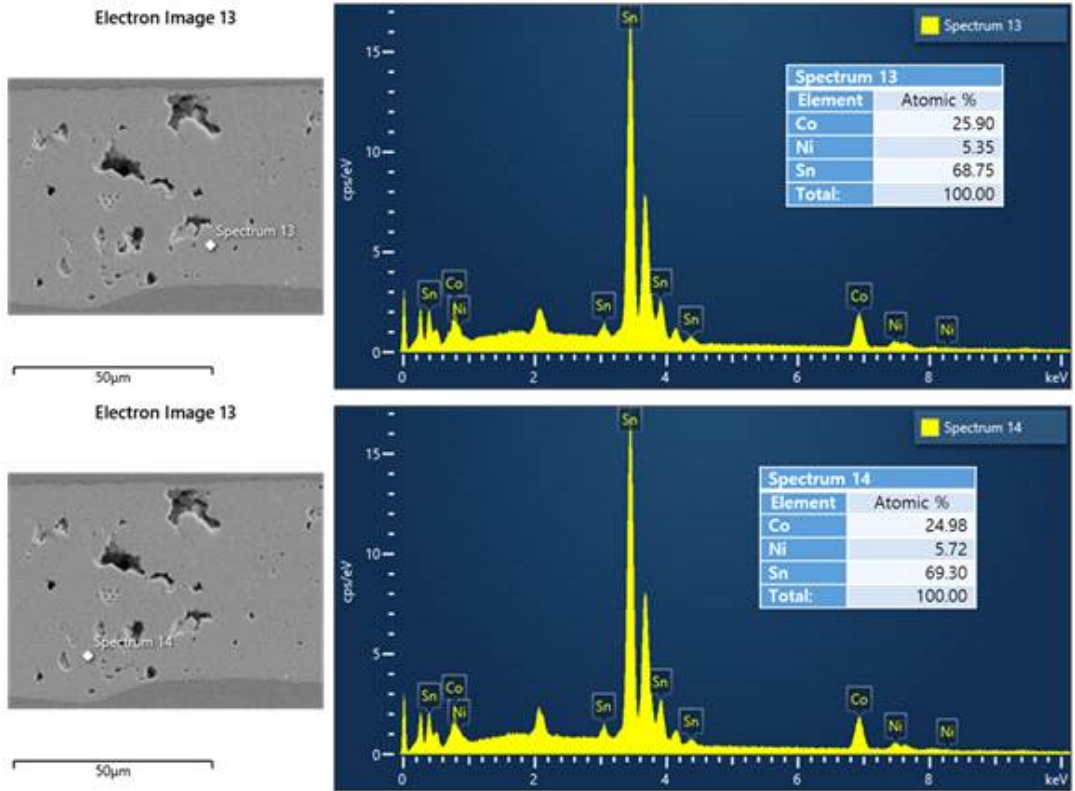 Electron Image 13
Spectrum 13
50μm
Spectrum 13
Spectrum 13
Element Atomic %
Co 25.90
Ni 5.35
Sn 68.75
Total: 100.00
cps/eV
15
10
5
0
Sn
Sn
Co
Ni
Sn
Sn
Sn
Co
Ni
Ni
0 2 4 6 8 keV
Electron Image 13
Spectrum 14
50μm
Spectrum 14
Spectrum 14
Element Atomic %
Co 24.98
Ni 5.72
Sn 69.30
Total: 100.00
cps/eV
15
10
5
0
Sn
Sn
Co
Ni
Sn
Sn
Sn
Co
Ni
Ni
0 2 4 6 8 keV